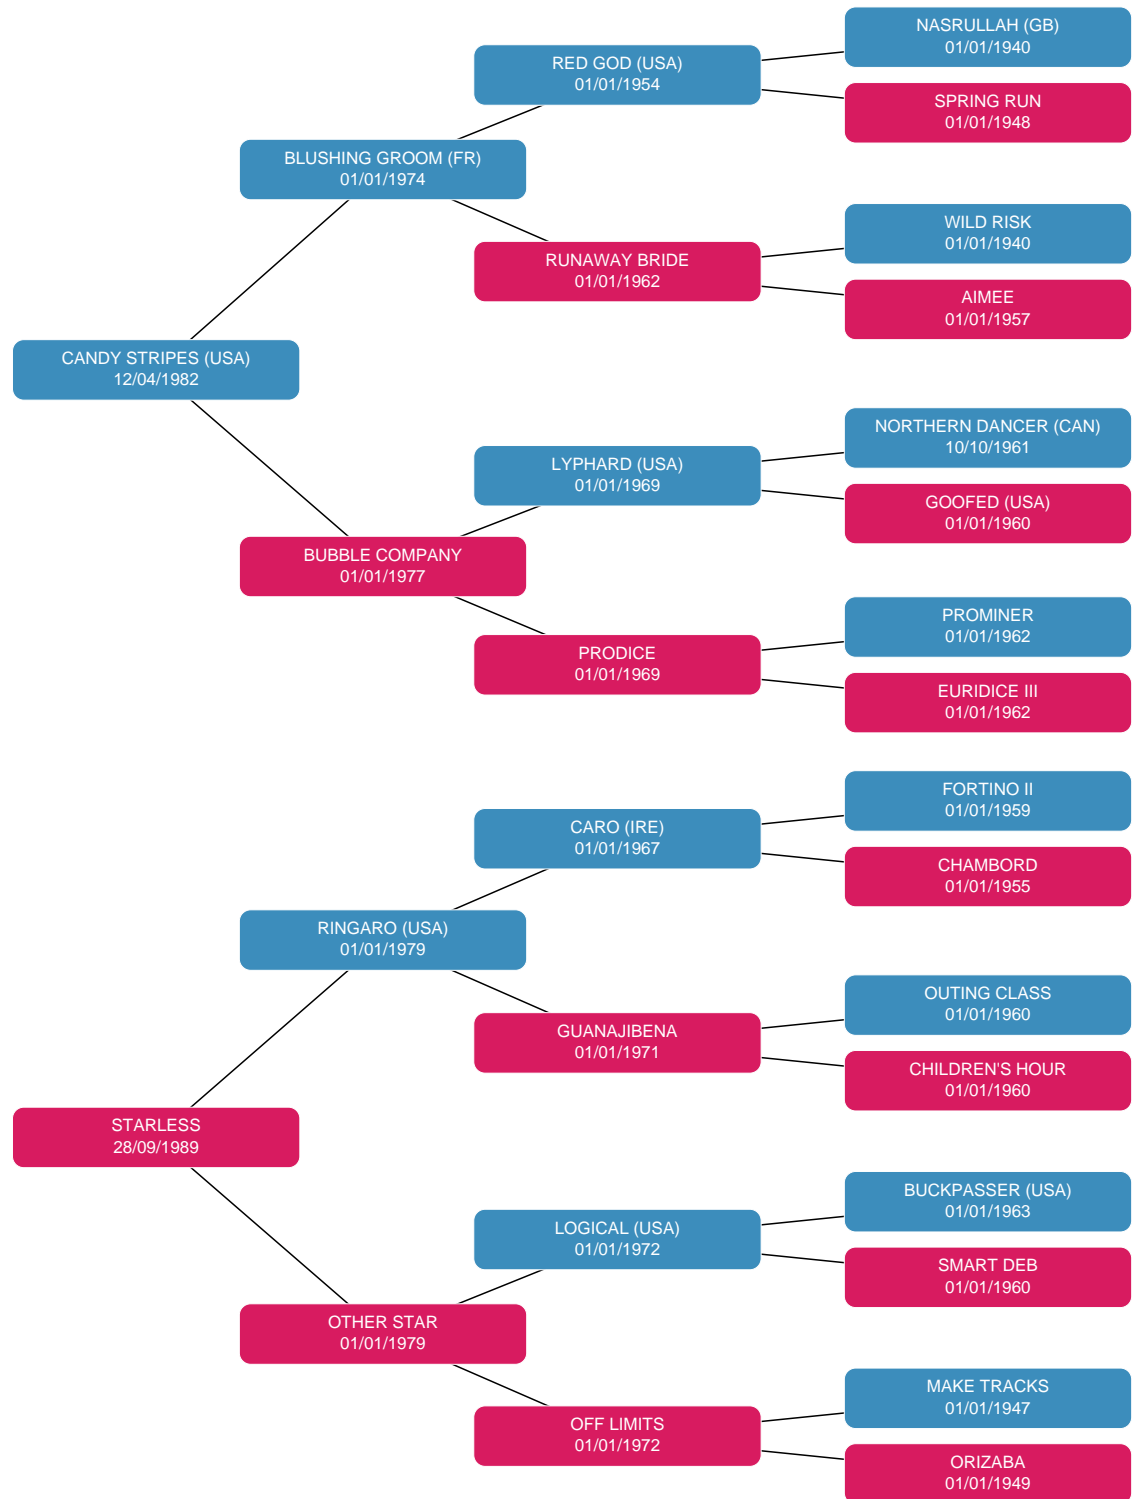 NASRULLAH (GB)
01/01/1940
RED GOD (USA)
01/01/1954
SPRING RUN
01/01/1948
BLUSHING GROOM (FR)
01/01/1974
WILD RISK
01/01/1940
RUNAWAY BRIDE
01/01/1962
AIMEE
01/01/1957
CANDY STRIPES (USA)
12/04/1982
NORTHERN DANCER (CAN)
10/10/1961
LYPHARD (USA)
01/01/1969
GOOFED (USA)
01/01/1960
BUBBLE COMPANY
01/01/1977
PROMINER
01/01/1962
PRODICE
01/01/1969
EURIDICE III
01/01/1962
FORTINO II
01/01/1959
CARO (IRE)
01/01/1967
CHAMBORD
01/01/1955
RINGARO (USA)
01/01/1979
OUTING CLASS
01/01/1960
GUANAJIBENA
01/01/1971
CHILDREN'S HOUR
01/01/1960
STARLESS
28/09/1989
BUCKPASSER (USA)
01/01/1963
LOGICAL (USA)
01/01/1972
SMART DEB
01/01/1960
OTHER STAR
01/01/1979
MAKE TRACKS
01/01/1947
OFF LIMITS
01/01/1972
ORIZABA
01/01/1949